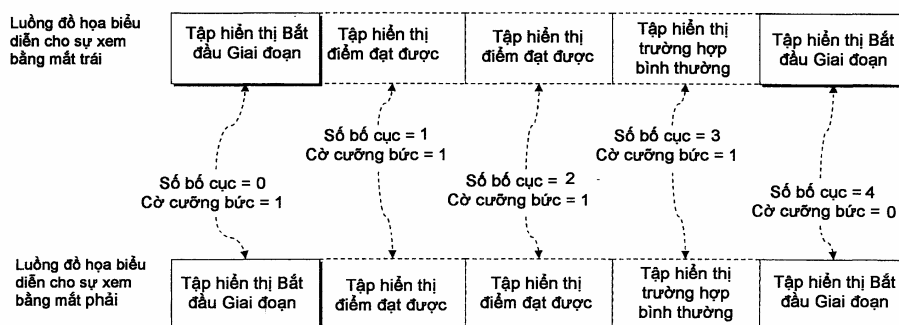 Luồng đồ họa biểu
diễn cho sự xem
bằng mắt trái
Tập hiển thị Bắt
đầu Giai đoạn
Tập hiển thị
điểm đạt được
Tập hiển thị
điểm đạt được
Tập hiển thị
trường hợp
bình thường
Tập hiển thị Bắt
đầu Giai đoạn
Số bố cục = 0
Cờ cưỡng bức = 1
Số bố cục = 1
Cờ cưỡng bức = 1
Số bố cục = 2
Cờ cưỡng bức = 1
Số bố cục = 3
Cờ cưỡng bức = 1
Số bố cục = 4
Cờ cưỡng bức = 0
Luồng đồ họa biểu
diễn cho sự xem
bằng mắt phải
Tập hiển thị Bắt
đầu Giai đoạn
Tập hiển thị
điểm đạt được
Tập hiển thị
điểm đạt được
Tập hiển thị
trường hợp
bình thường
Tập hiển thị Bắt
đầu Giai đoạn